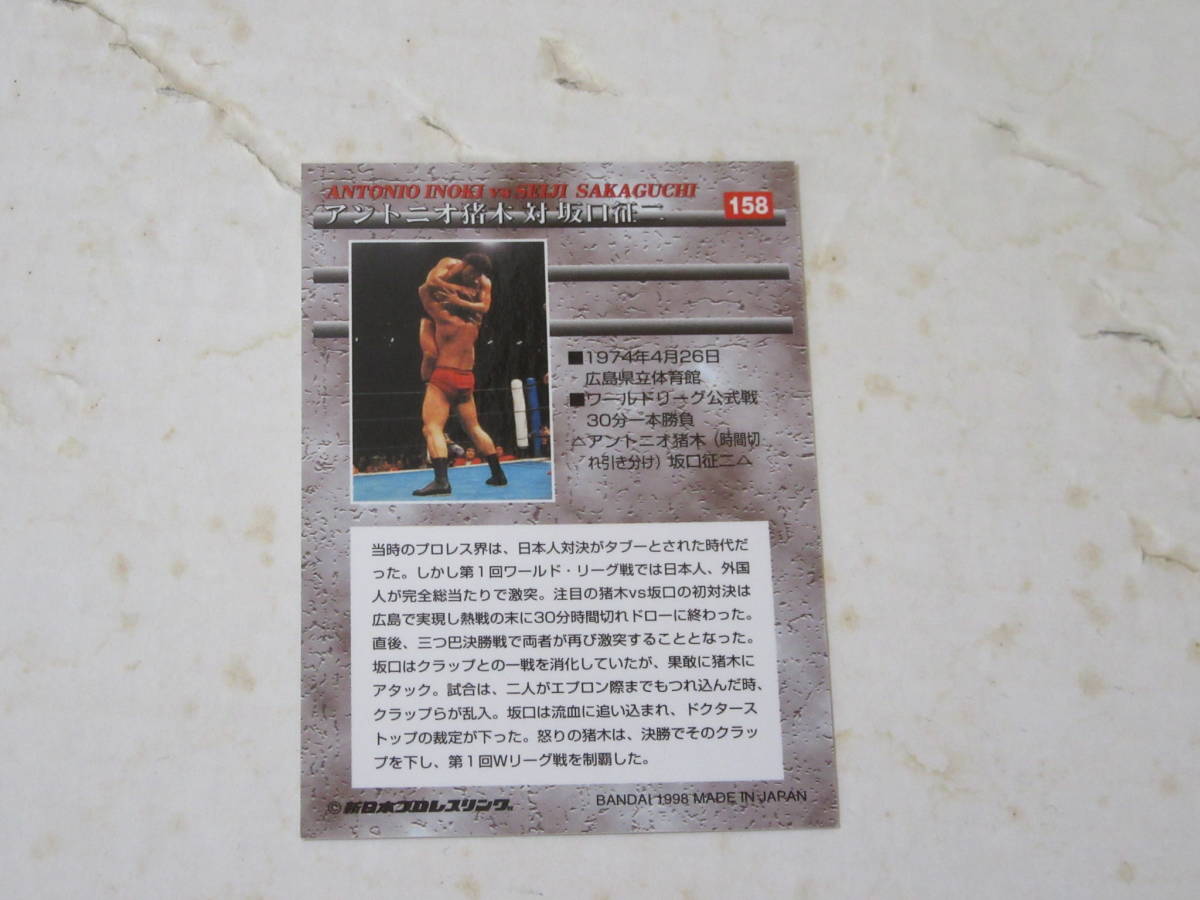 ANTONIO INOKI vs SEIJI SAKAGUCHI
アントニオ猪木 対 坂口征二
158
■1974年4月26日
広島県立体育館
■ワールドリーグ公式戦
30分一本勝負
△アントニオ猪木（時間切
れ引き分け）坂口征二△
当時のプロレス界は、日本人対決がタブーとされた時代だ
った。しかし第1回ワールド・リーグ戦では日本人、外国
人が完全総当たりで激突。注目の猪木vs坂口の初対決は
広島で実現し熱戦の末に30分時間切れドローに終わった。
直後、三つ巴決勝戦で両者が再び激突することとなった。
坂口はクラップとの一戦を消化していたが、果敢に猪木に
アタック。試合は、二人がエプロン際までもつれ込んだ時、
クラップらが乱入。坂口は流血に追い込まれ、ドクタース
トップの裁定が下った。怒りの猪木は、決勝でそのクラッ
プを下し、第1回Wリーグ戦を制覇した。
©新日本プロレスリング㈱
BANDAI 1998 MADE IN JAPAN